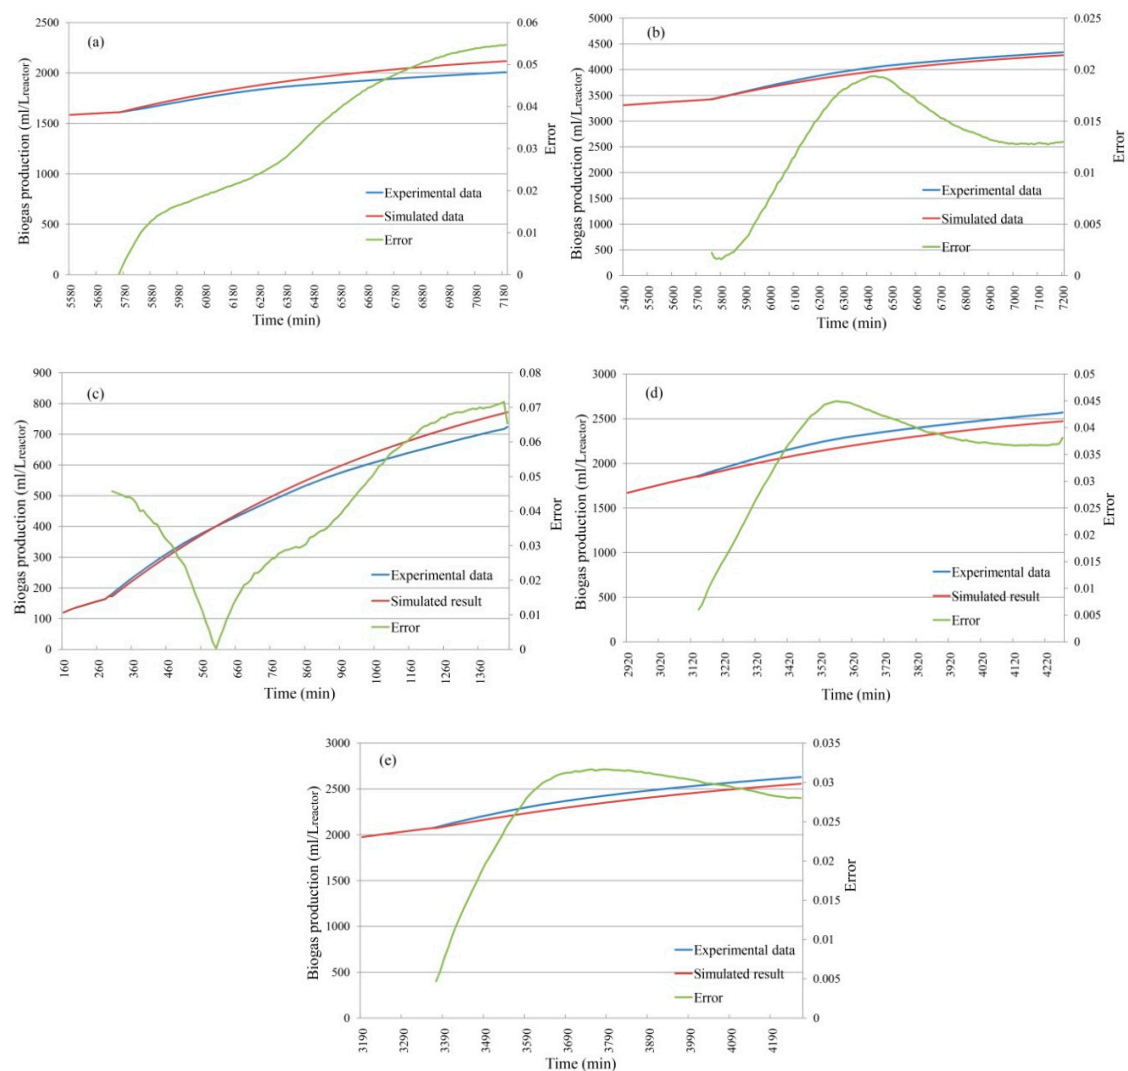 (a)
Biogas production (ml/Lreactor)
2500
2000
1500
1000
500
0
0.06
0.05
0.04
0.03
0.02
0.01
0
Error
Experimental data
Simulated data
Error
5580 5680 5780 5880 5980 6080 6180 6280 6380 6480 6580 6680 6780 6880 6980 7080 7180
Time (min)
(b)
Biogas production (ml/Lreactor)
5000
4500
4000
3500
3000
2500
2000
1500
1000
500
0
0.025
0.02
0.015
0.01
0.005
0
Error
Experimental data
Simulated data
Error
5400 5500 5600 5700 5800 5900 6000 6100 6200 6300 6400 6500 6600 6700 6800 6900 7000 7100 7200
Time (min)
(c)
Biogas production (ml/Lreactor)
900
800
700
600
500
400
300
200
100
0
0.08
0.07
0.06
0.05
0.04
0.03
0.02
0.01
0
Error
Experimental data
Simulated result
Error
160 260 360 460 560 660 760 860 960 1060 1160 1260 1360
Time (min)
(d)
Biogas production (ml/Lreactor)
3000
2500
2000
1500
1000
500
0
0.05
0.045
0.04
0.035
0.03
0.025
0.02
0.015
0.01
0.005
0
Error
Experimental data
Simulated result
Error
2920 3020 3120 3220 3320 3420 3520 3620 3720 3820 3920 4020 4120 4220
Time (min)
(e)
Biogas production (ml/Lreactor)
3000
2500
2000
1500
1000
500
0
0.035
0.03
0.025
0.02
0.015
0.01
0.005
0
Error
Experimental data
Simulated result
Error
3190 3290 3390 3490 3590 3690 3790 3890 3990 4090 4190
Time (min)